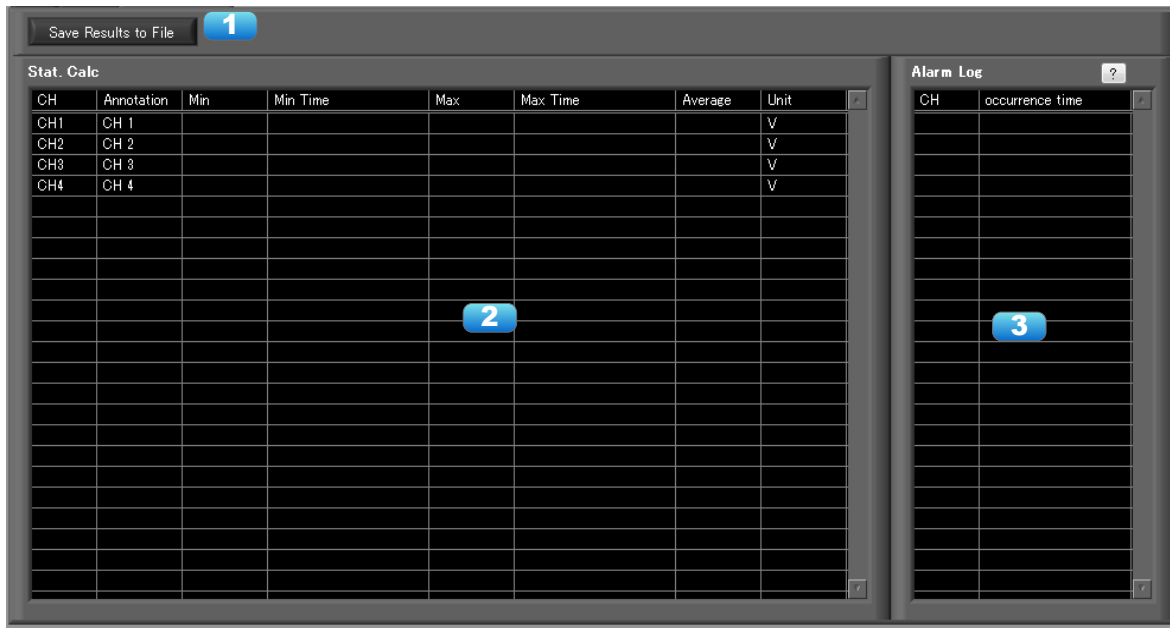 Save Results to File 1
Stat. Calc
CH Annotation Min Min Time Max Max Time Average Unit
CH1 CH 1 V
CH2 CH 2 V
CH3 CH 3 V
CH4 CH 4 V
2
Alarm Log ?
CH occurrence time
3